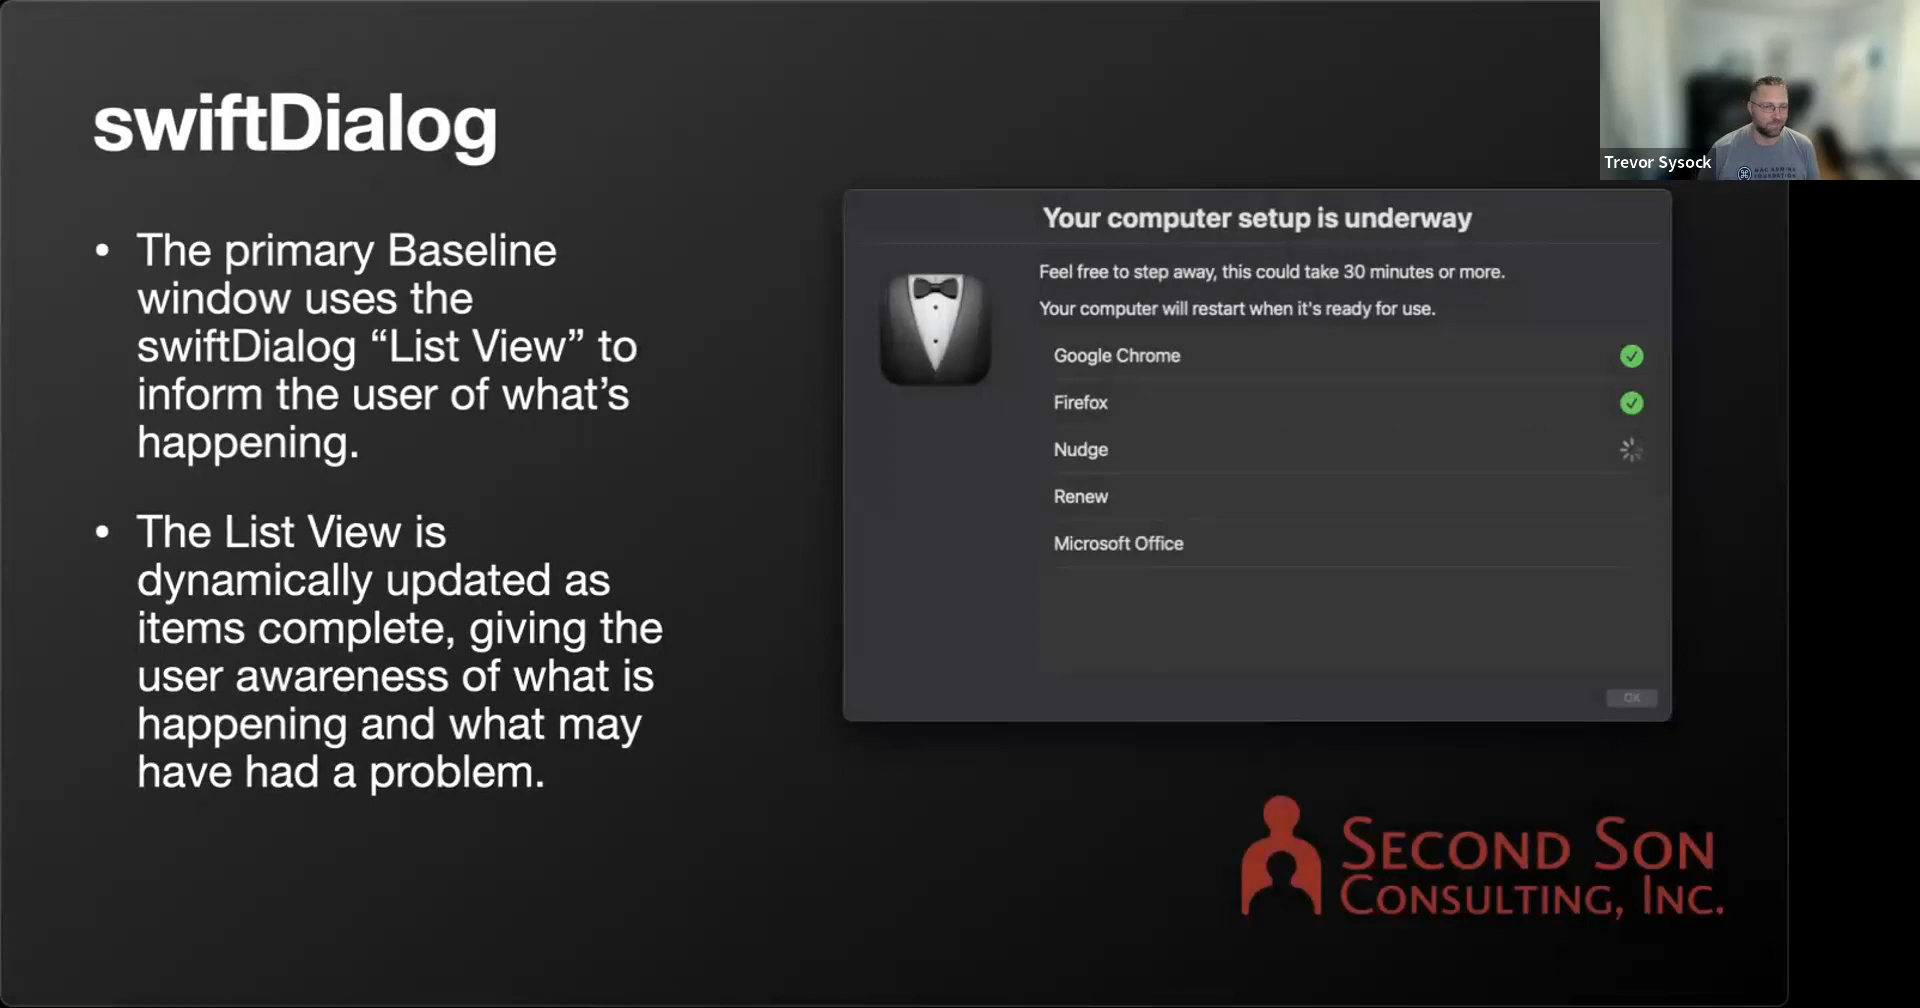 swiftDialog
• The primary Baseline
window uses the
swiftDialog “List View” to
inform the user of what’s
happening.
• The List View is
dynamically updated as
items complete, giving the
user awareness of what is
happening and what may
have had a problem.
Your computer setup is underway
Feel free to step away, this could take 30 minutes or more.
Your computer will restart when it's ready for use.
Google Chrome
Firefox
Nudge
Renew
Microsoft Office
OK
SECOND SON
CONSULTING, INC.
Trevor Sysock
MAC ADMINS
FOUNDATION